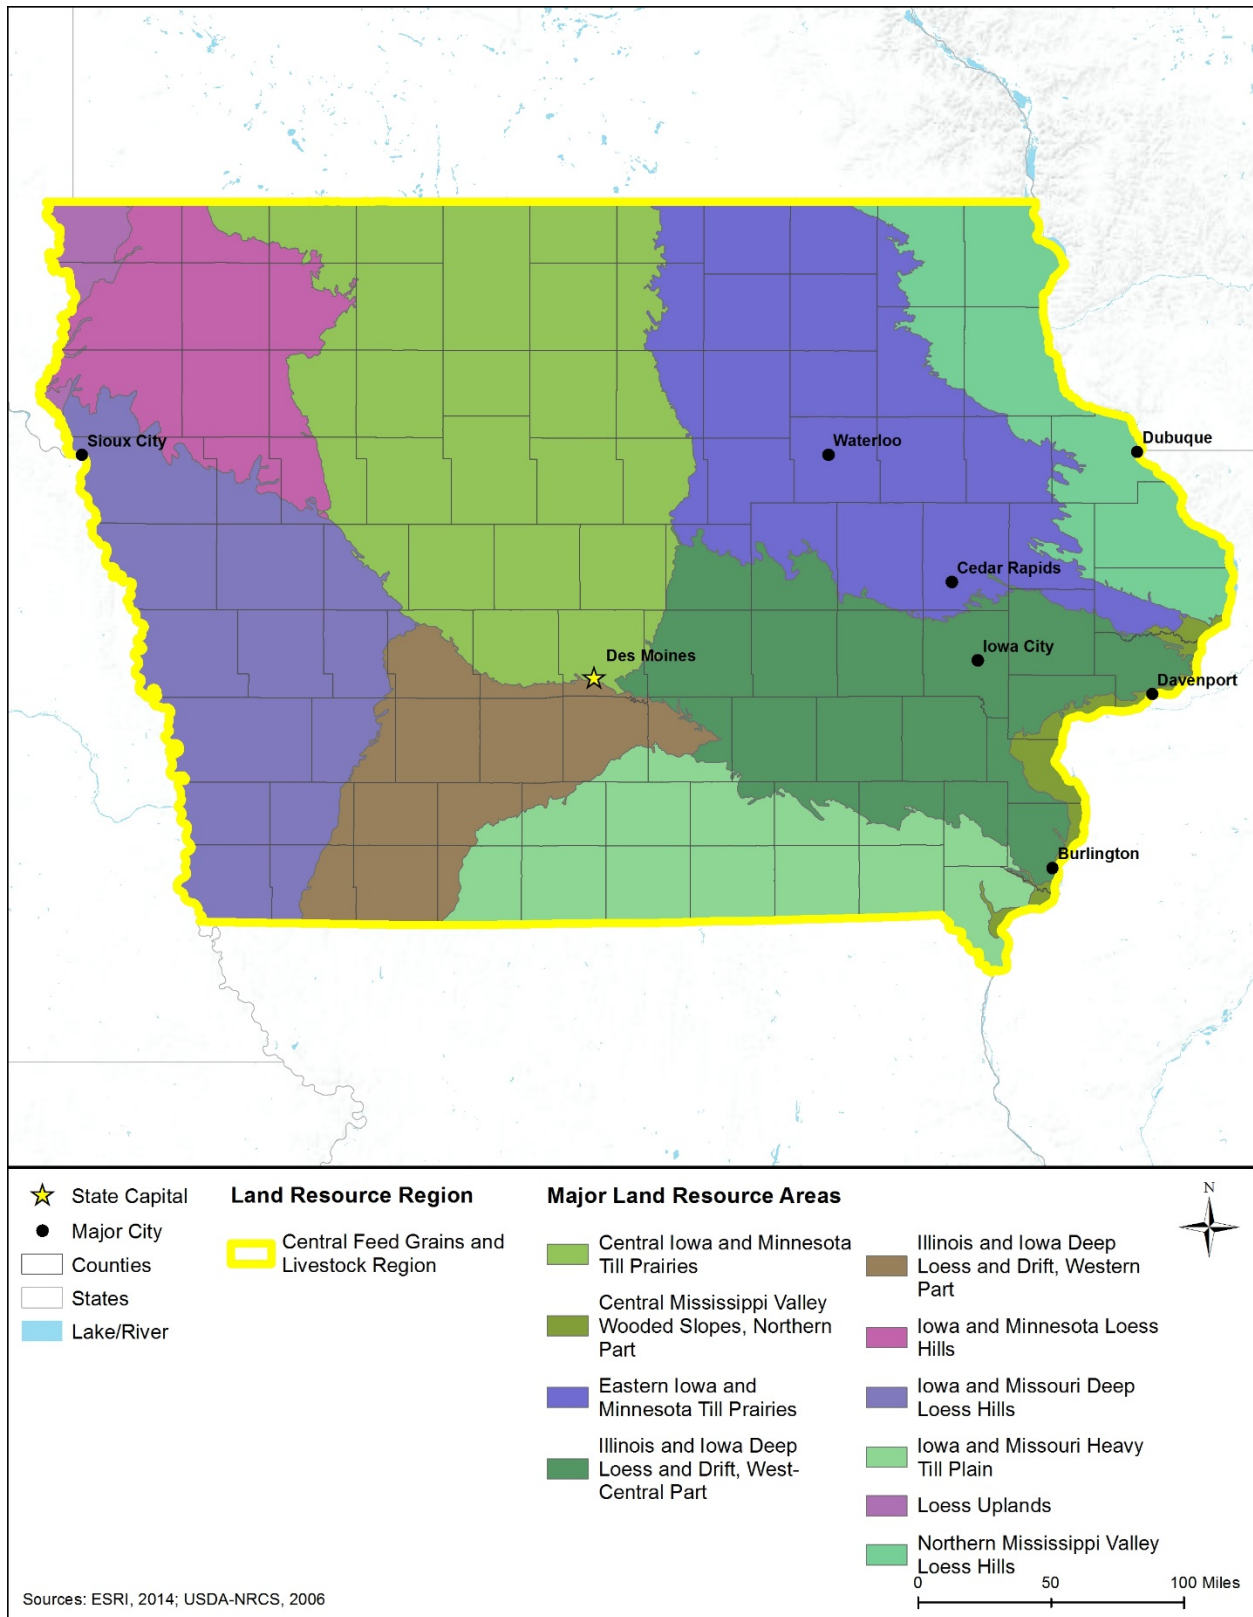 Sioux City
Waterloo
Dubuque
Cedar Rapids
Iowa City
Des Moines
Davenport
Burlington
State Capital
Major City
Counties
States
Lake/River
Land Resource Region
Central Feed Grains and
Livestock Region
Major Land Resource Areas
Central Iowa and Minnesota
Till Prairies
Central Mississippi Valley
Wooded Slopes, Northern
Part
Eastern Iowa and
Minnesota Till Prairies
Illinois and Iowa Deep
Loess and Drift, West-
Central Part
Illinois and Iowa Deep
Loess and Drift, Western
Part
Iowa and Minnesota Loess
Hills
Iowa and Missouri Deep
Loess Hills
Iowa and Missouri Heavy
Till Plain
Loess Uplands
Northern Mississippi Valley
Loess Hills
N
0 50 100 Miles
Sources: ESRI, 2014; USDA-NRCS, 2006